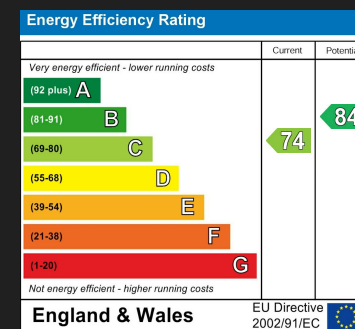 Energy Efficiency Rating
Current
Very energy efficient - lower running costs
(92 plus) A
(81-91) B
84
(69-80) C
74
(55-68) D
(39-54) E
(21-38) F
(1-20) G
Not energy efficient - higher running costs
England & Wales
EU Directive
2002/91/EC